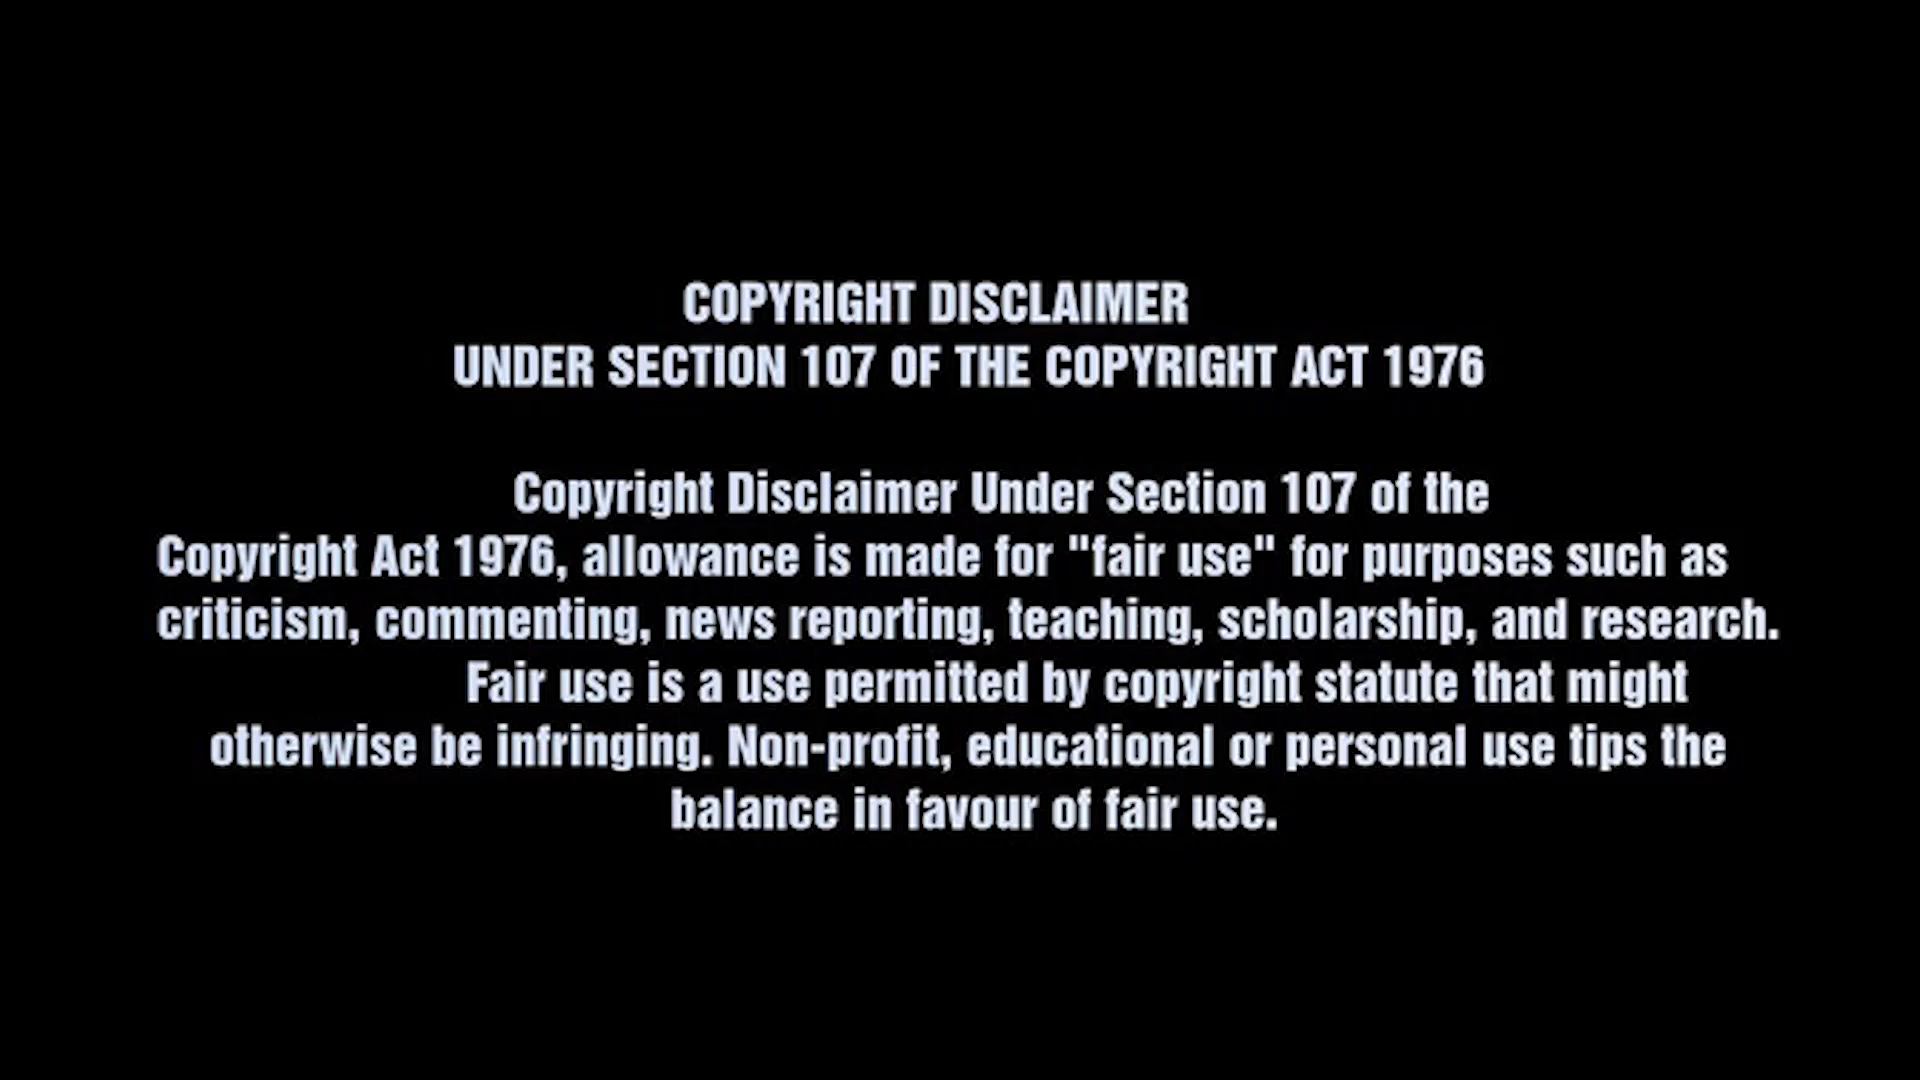 COPYRIGHT DISCLAIMER
UNDER SECTION 107 OF THE COPYRIGHT ACT 1976
Copyright Disclaimer Under Section 107 of the
Copyright Act 1976, allowance is made for "fair use" for purposes such as
criticism, commenting, news reporting, teaching, scholarship, and research.
Fair use is a use permitted by copyright statute that might
otherwise be infringing. Non-profit, educational or personal use tips the
balance in favour of fair use.